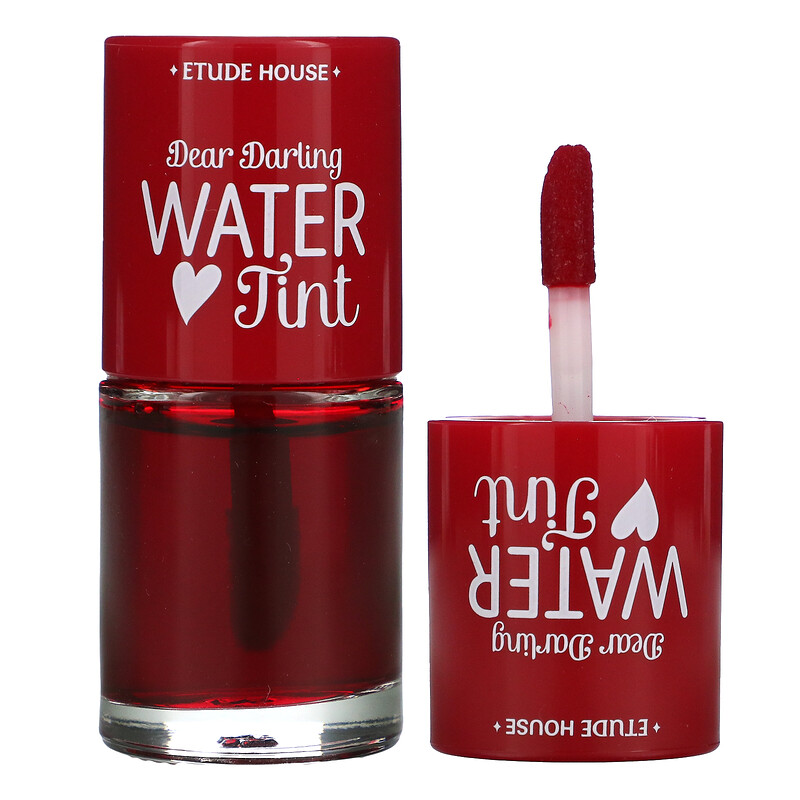 ETUDE HOUSE
Dear Darling
WATER
Tint
ETUDE HOUSE
Dear Darling
WATER
Tint